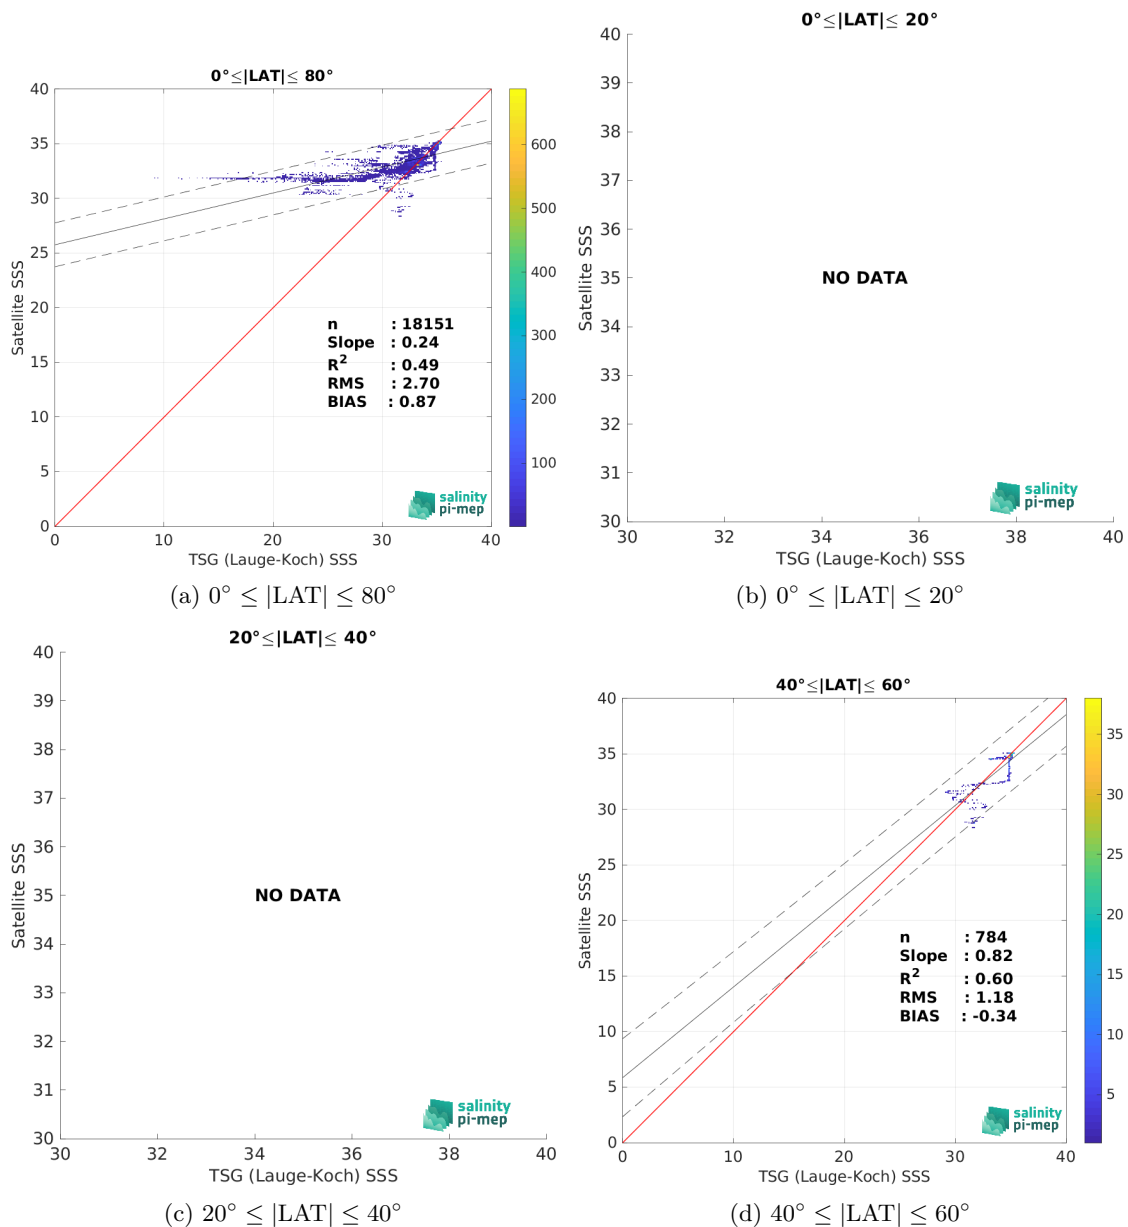 0°≤|LAT|≤ 80°
40
35
30
25
20
15
10
5
0
Satellite SSS
0
10
20
30
40
TSG (Lauge-Koch) SSS
600
500
400
300
200
100
n : 18151
Slope : 0.24
R² : 0.49
RMS : 2.70
BIAS : 0.87
salinity
pi-mep
(a) 0° ≤ |LAT| ≤ 80°
0°≤|LAT|≤ 20°
40
39
38
37
36
35
34
33
32
31
30
Satellite SSS
NO DATA
30
32
34
36
38
40
TSG (Lauge-Koch) SSS
salinity
pi-mep
(b) 0° ≤ |LAT| ≤ 20°
20°≤|LAT|≤ 40°
40
39
38
37
36
35
34
33
32
31
30
Satellite SSS
NO DATA
30
32
34
36
38
40
TSG (Lauge-Koch) SSS
salinity
pi-mep
(c) 20° ≤ |LAT| ≤ 40°
40°≤|LAT|≤ 60°
40
35
30
25
20
15
10
5
0
Satellite SSS
0
10
20
30
40
TSG (Lauge-Koch) SSS
35
30
25
20
15
10
5
n : 784
Slope : 0.82
R² : 0.60
RMS : 1.18
BIAS : -0.34
salinity
pi-mep
(d) 40° ≤ |LAT| ≤ 60°